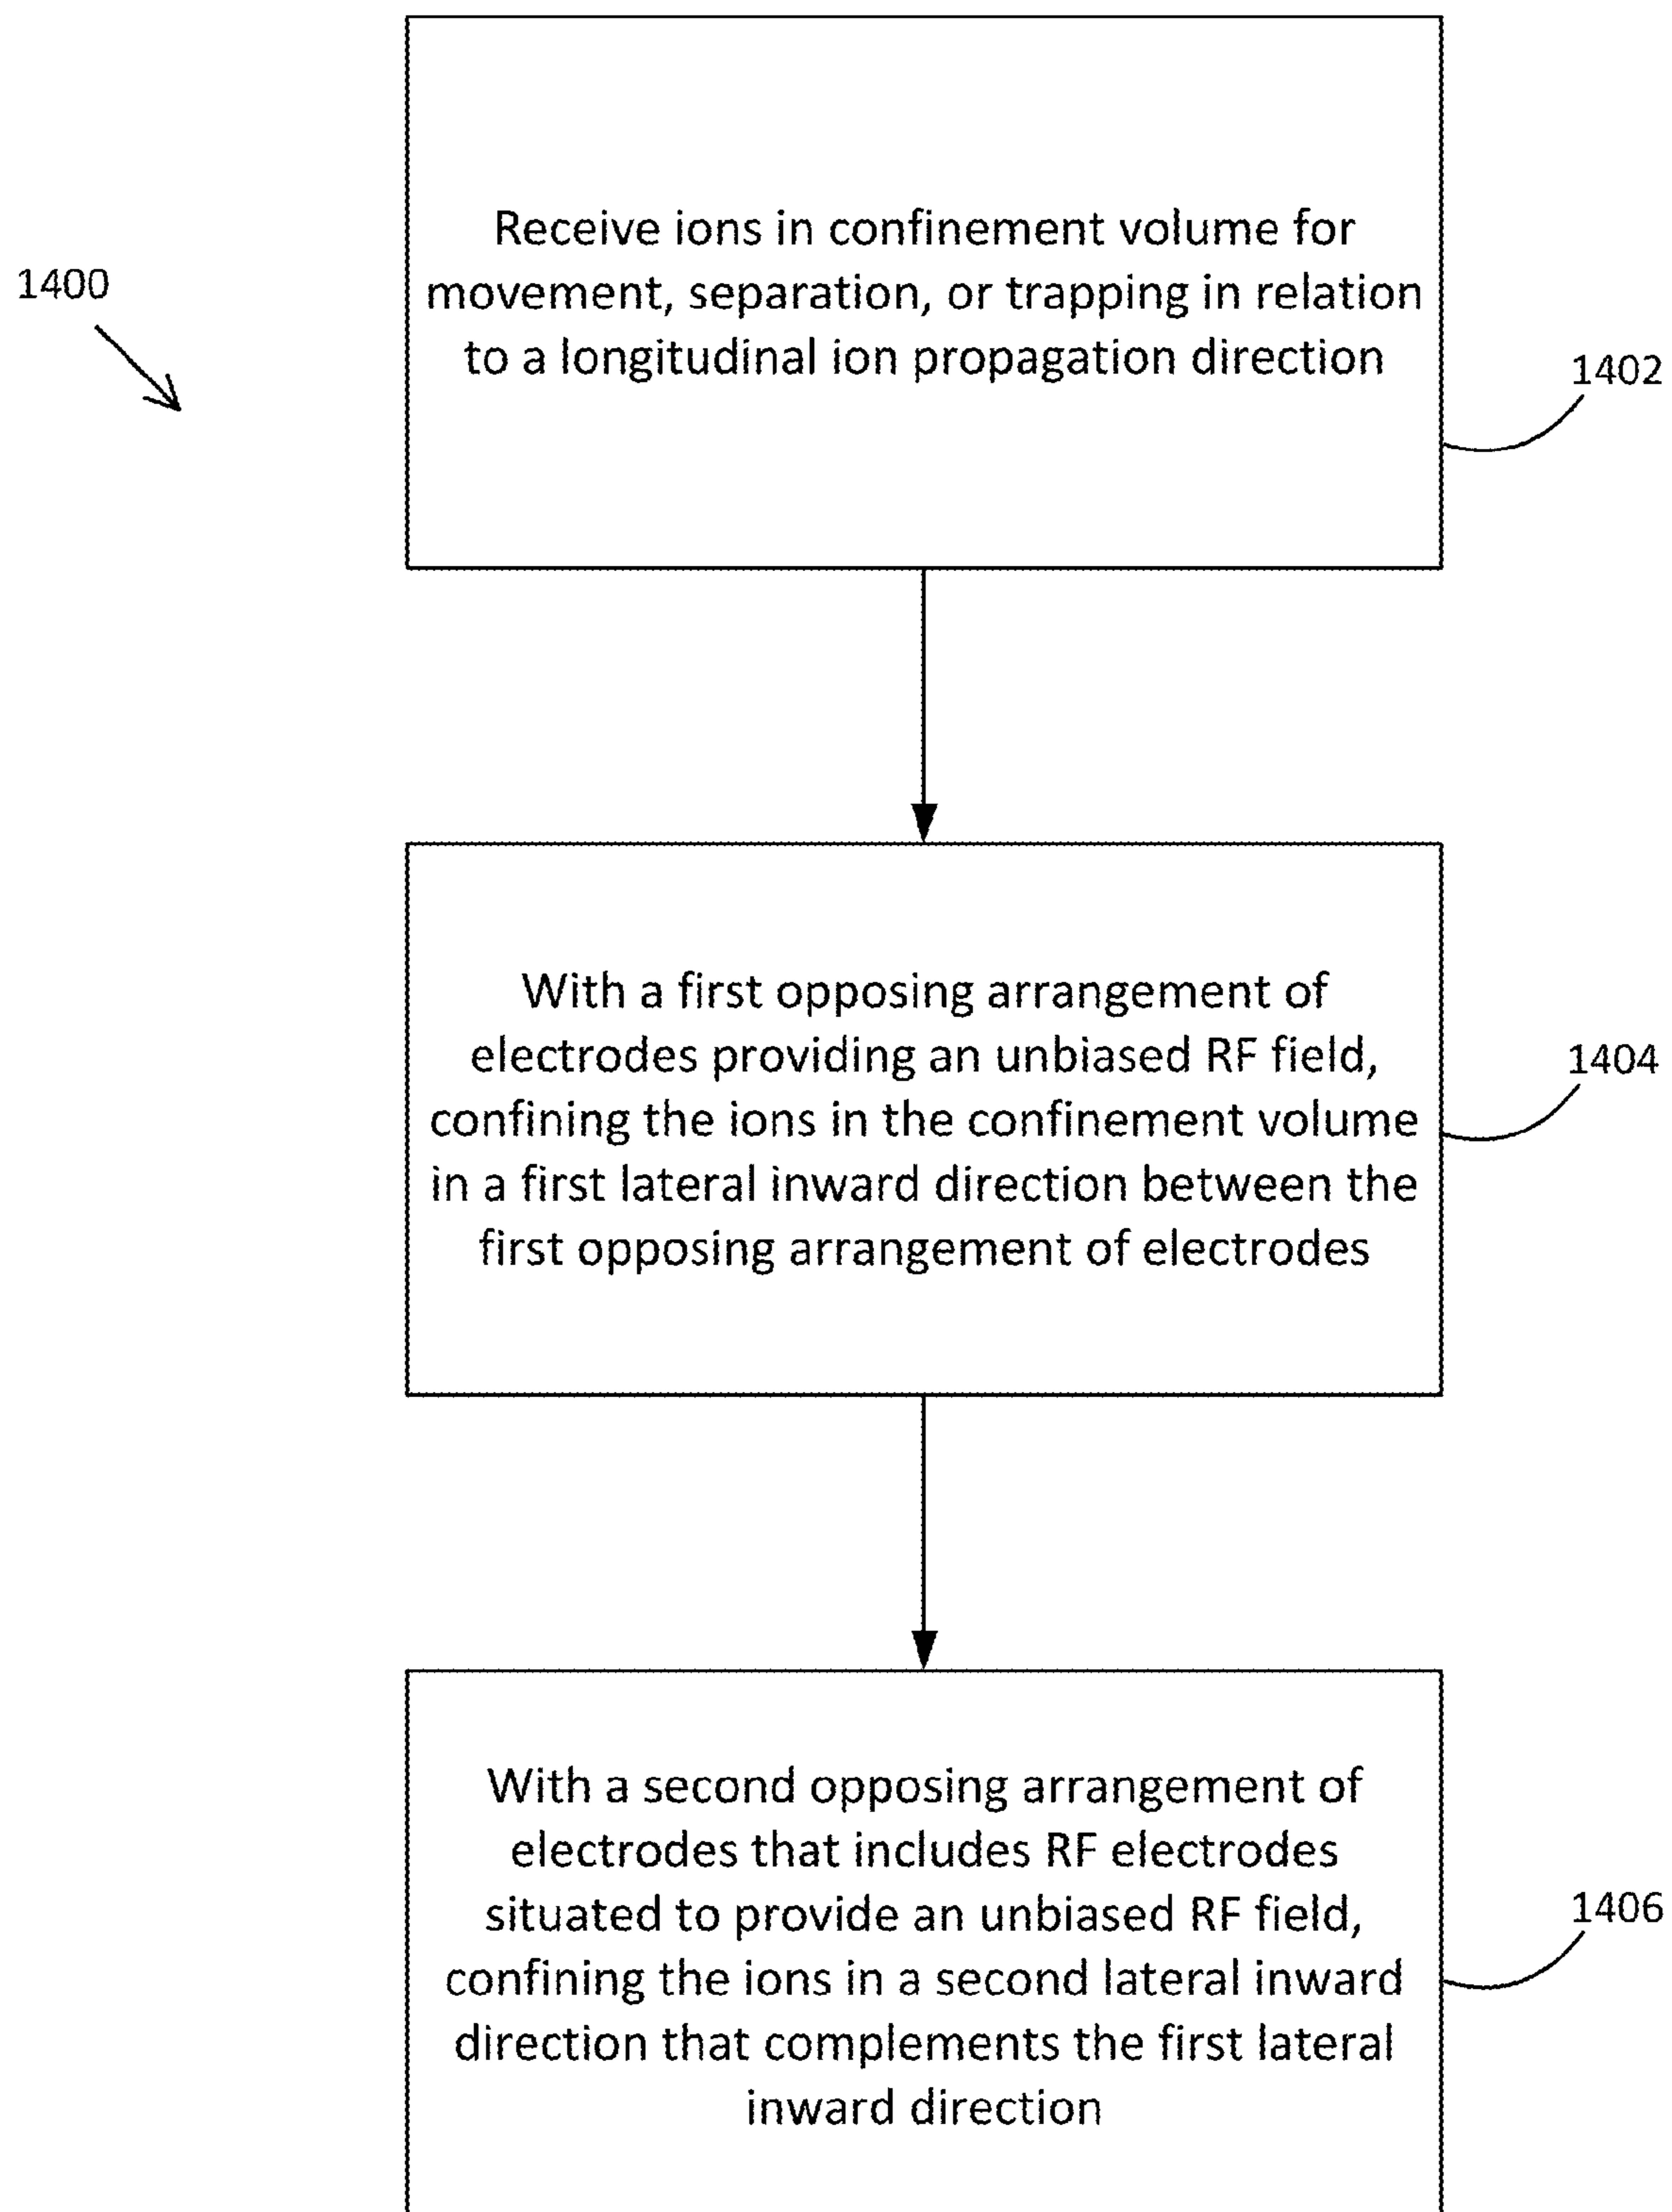 Receive ions in confinement volume for
movement, separation, or trapping in relation
to a longitudinal ion propagation direction
1400
1402
With a first opposing arrangement of
electrodes providing an unbiased RF field,
confining the ions in the confinement volume
in a first lateral inward direction between the
first opposing arrangement of electrodes
1404
With a second opposing arrangement of
electrodes that includes RF electrodes
situated to provide an unbiased RF field,
confining the ions in a second lateral inward
direction that complements the first lateral
inward direction
1406